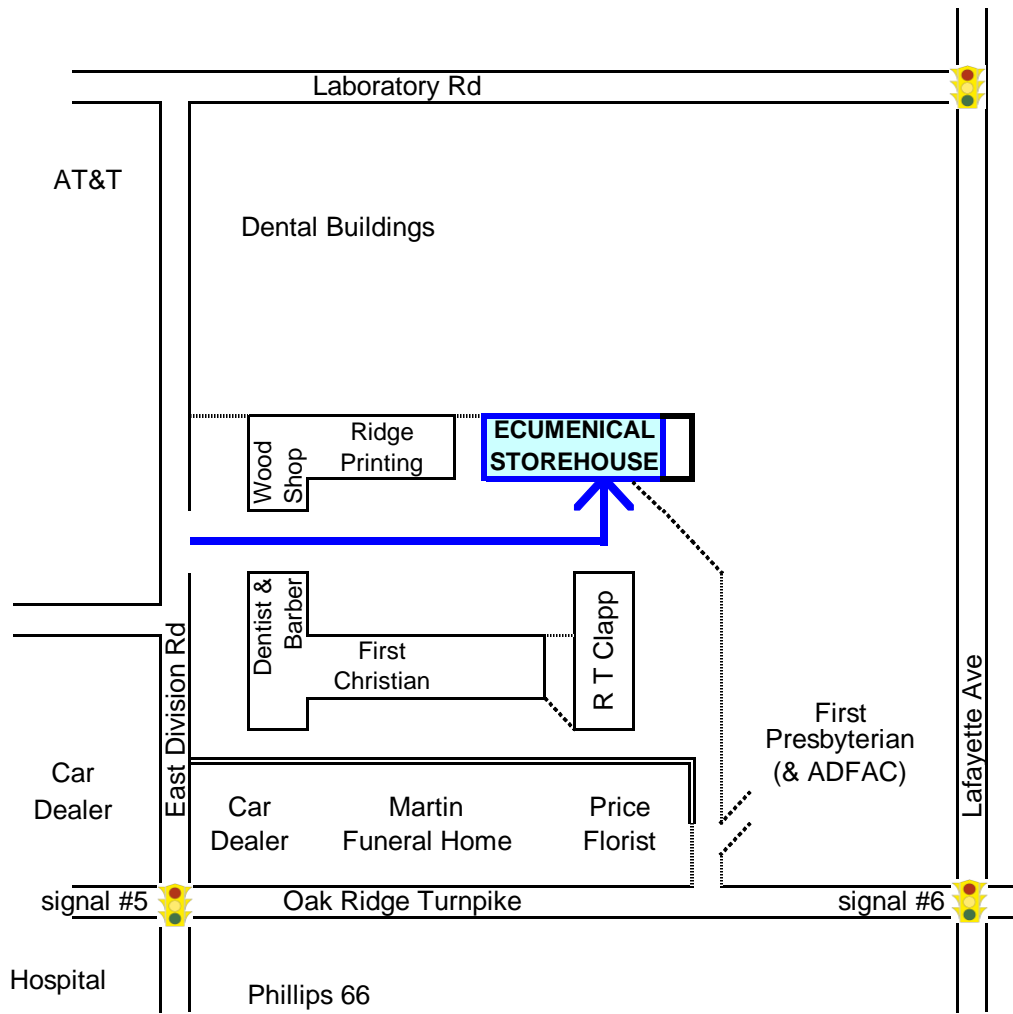 Laboratory Rd
AT&T
Dental Buildings
Wood
Shop
Ridge
Printing
ECUMENICAL
STOREHOUSE
Dentist &
Barber
First
Christian
R T Clapp
East Division Rd
Lafayette Ave
First
Presbyterian
(& ADFAC)
Car
Dealer
Car
Dealer
Martin
Funeral Home
Price
Florist
signal #5
Oak Ridge Turnpike
signal #6
Hospital
Phillips 66